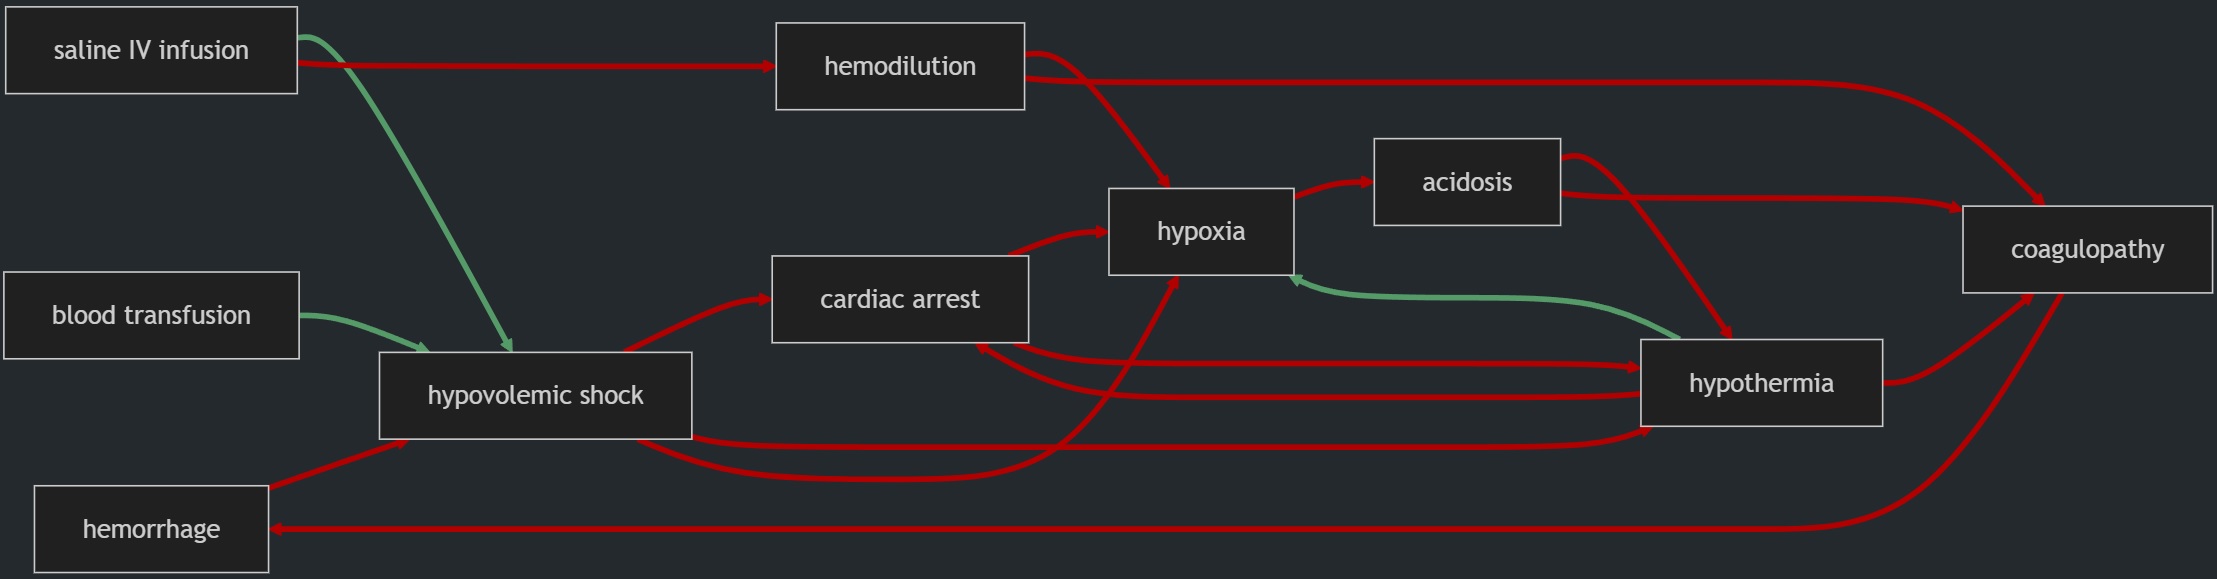 saline IV infusion
hemodilution
acidosis
hypoxia
coagulopathy
blood transfusion
cardiac arrest
hypovolemic shock
hypothermia
hemorrhage